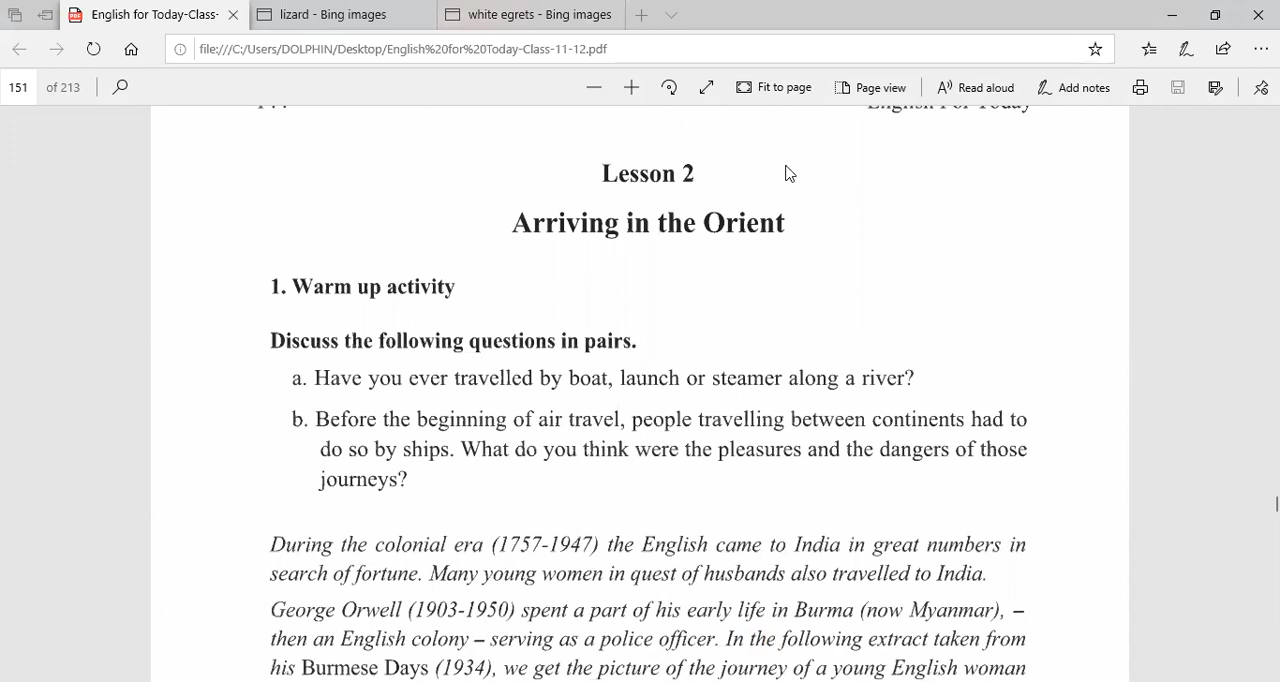 English for Today-Class-
lizard - Bing images
white egrets - Bing images
file:///C:/Users/DOLPHIN/Desktop/English%20for%20Today-Class-11-12.pdf
151 of 213
Fit to page
Page view
Read aloud
Add notes
English For Today
Lesson 2
Arriving in the Orient
1. Warm up activity
Discuss the following questions in pairs.
a. Have you ever travelled by boat, launch or steamer along a river?
b. Before the beginning of air travel, people travelling between continents had to
do so by ships. What do you think were the pleasures and the dangers of those
journeys?
During the colonial era (1757-1947) the English came to India in great numbers in
search of fortune. Many young women in quest of husbands also travelled to India.
George Orwell (1903-1950) spent a part of his early life in Burma (now Myanmar), –
then an English colony – serving as a police officer. In the following extract taken from
his Burmese Days (1934), we get the picture of the journey of a young English woman